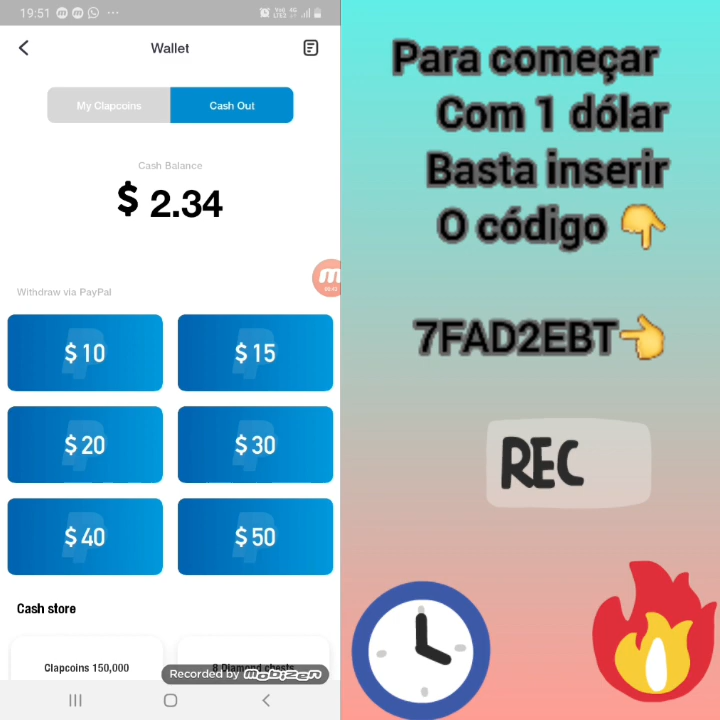 19:51
Wallet
My Clapcoins
Cash Out
Cash Balance
$ 2.34
Withdraw via PayPal
$ 10
$ 15
$ 20
$ 30
$ 40
$ 50
Cash store
Clapcoins 150,000
8 Diamond chests
Recorded by mobizen
Para começar
Com 1 dólar
Basta inserir
O código
7FAD2EBT
REC